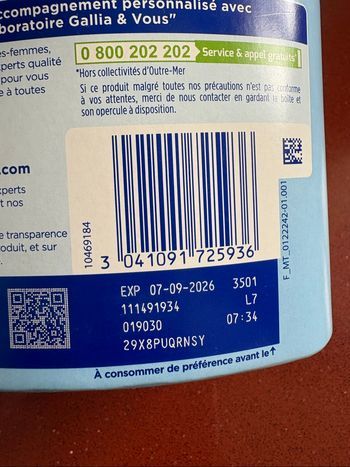 ccompagnement personnalisé avec
boratoire Gallia & Vous"
es-femmes,
perts qualité
pour vous
e à toutes
0 800 202 202 Service & appel gratuits*
*Hors collectivités d'Outre-Mer
Si ce produit malgré toutes nos précautions n'est pas conforme
à vos attentes, merci de nous contacter en gardant la boîte et
son opercule à disposition.
.com
xperts
t nos
e transparence
oduit, et sur
.
10469184
3 041091 725936
F_MT_0122242-01.001
EXP 07-09-2026 3501
111491934 L7
019030 07:34
29X8PUQRNSY
À consommer de préférence avant le